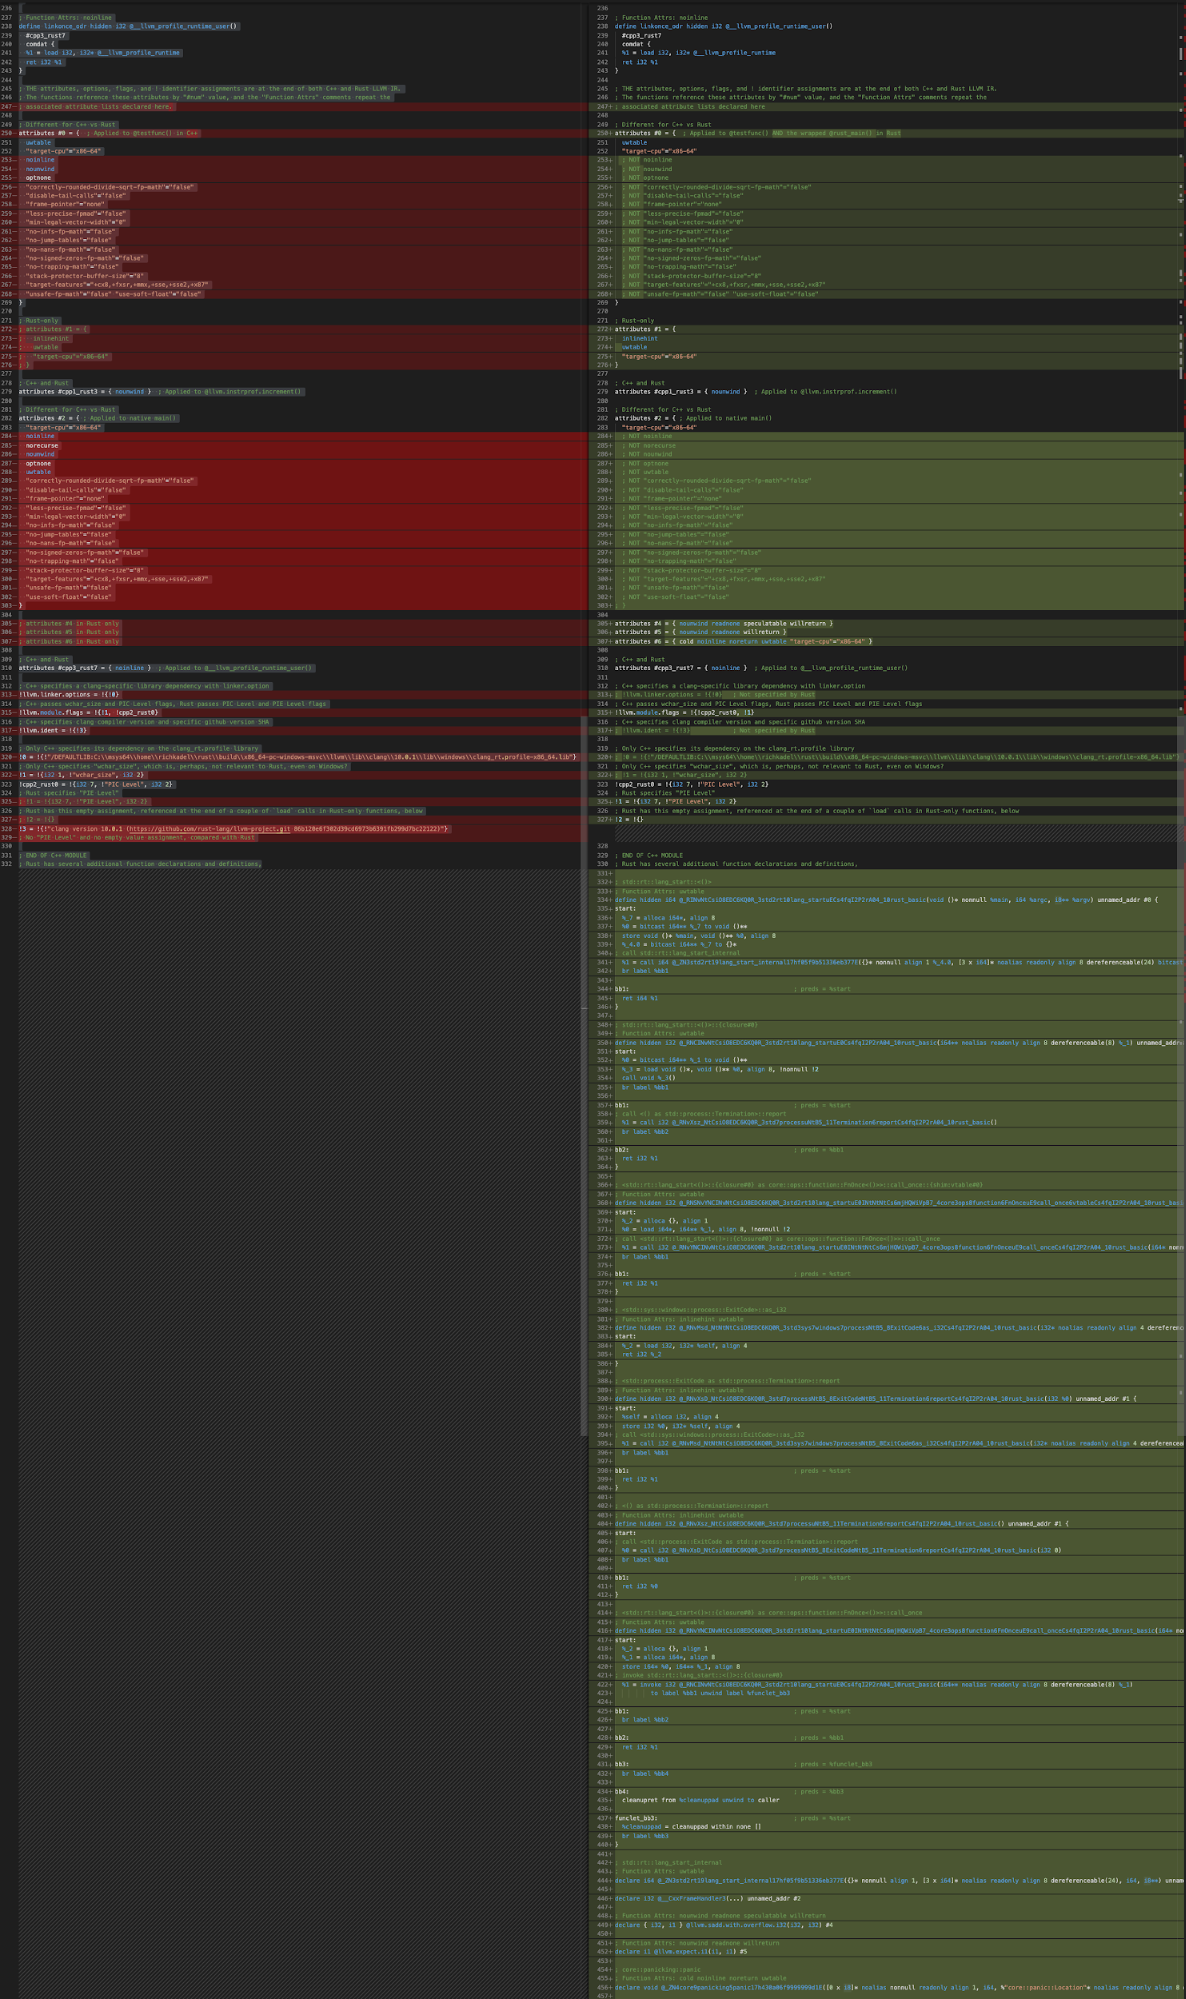 236
237 ; Function Attrs: noinline
238 define linkonce_odr hidden i32 @__llvm_profile_runtime_user()
239 #cpp3_rust7
240 comdat {
241 %1 = load i32, i32* @__llvm_profile_runtime
242 ret i32 %1
243 }
244
245 ; THE attributes, options, flags, and ! identifier assignments are at the end of both C++ and Rust LLVM IR.
246 ; The functions reference these attributes by "#num" value, and the "Function Attrs" comments repeat the
247- ; associated attribute lists declared here.
248
249 ; Different for C++ vs Rust
250- attributes #0 = { ; Applied to @testfunc() in C++
251 uwtable
252 "target-cpu"="x86-64"
253- noinline
254- nounwind
255- optnone
256- "correctly-rounded-divide-sqrt-fp-math"="false"
257- "disable-tail-calls"="false"
258- "frame-pointer"="none"
259- "less-precise-fpmad"="false"
260- "min-legal-vector-width"="0"
261- "no-infs-fp-math"="false"
262- "no-jump-tables"="false"
263- "no-nans-fp-math"="false"
264- "no-signed-zeros-fp-math"="false"
265- "no-trapping-math"="false"
266- "stack-protector-buffer-size"="8"
267- "target-features"="+cx8,+fxsr,+mmx,+sse,+sse2,+x87"
268- "unsafe-fp-math"="false" "use-soft-float"="false"
269 }
270
271 ; Rust-only
272- ; attributes #1 = {
273- ; inlinehint
274- ; uwtable
275- ; "target-cpu"="x86-64"
276- ; }
277
278 ; C++ and Rust
279 attributes #cpp1_rust3 = { nounwind } ; Applied to @llvm.instrprof.increment()
280
281 ; Different for C++ vs Rust
282 attributes #2 = { ; Applied to native main()
283 "target-cpu"="x86-64"
284- noinline
285- norecurse
286- nounwind
287- optnone
288- uwtable
289- "correctly-rounded-divide-sqrt-fp-math"="false"
290- "disable-tail-calls"="false"
291- "frame-pointer"="none"
292- "less-precise-fpmad"="false"
293- "min-legal-vector-width"="0"
294- "no-infs-fp-math"="false"
295- "no-jump-tables"="false"
296- "no-nans-fp-math"="false"
297- "no-signed-zeros-fp-math"="false"
298- "no-trapping-math"="false"
299- "stack-protector-buffer-size"="8"
300- "target-features"="+cx8,+fxsr,+mmx,+sse,+sse2,+x87"
301- "unsafe-fp-math"="false"
302- "use-soft-float"="false"
303- }
304
305- ; attributes #4 in Rust only
306- ; attributes #5 in Rust only
307- ; attributes #6 in Rust only
308
309 ; C++ and Rust
310 attributes #cpp3_rust7 = { noinline } ; Applied to @__llvm_profile_runtime_user()
311
312 ; C++ specifies a clang-specific library dependency with linker.option
313- !llvm.linker.options = !{!0}
314 ; C++ passes wchar_size and PIC Level flags, Rust passes PIC Level and PIE Level flags
315- !llvm.module.flags = !{!1, !cpp2_rust0}
316 ; C++ specifies clang compiler version and specific github version SHA
317- !llvm.ident = !{!3}
318
319 ; Only C++ specifies its dependency on the clang_rt.profile library
320- !0 = !{!"/DEFAULTLIB:C:\\msys64\\home\\richkadel\\rust\\build\\x86_64-pc-windows-msvc\\llvm\\lib\\clang\\10.0.1\\lib\\windows\\clang_rt.profile-x86_64.lib"}
321 ; Only C++ specifies "wchar_size", which is, perhaps, not relevant to Rust, even on Windows?
322- !1 = !{i32 1, !"wchar_size", i32 2}
323 !cpp2_rust0 = !{i32 7, !"PIC Level", i32 2}
324 ; Rust specifies "PIE Level"
325- ; !1 = !{i32 7, !"PIE Level", i32 2}
326 ; Rust has this empty assignment, referenced at the end of a couple of `load` calls in Rust-only functions, below
327- ; !2 = !{}
328- !3 = !{!"clang version 10.0.1 (https://github.com/rust-lang/llvm-project.git
329- ; No "PIE Level" and no empty value assignment, compared with Rust
330
331 ; END OF C++ MODULE
332 ; Rust has several additional function declarations and definitions,
236
237 ; Function Attrs: noinline
238 define linkonce_odr hidden i32 @__llvm_profile_runtime_user()
239 #cpp3_rust7
240 comdat {
241 %1 = load i32, i32* @__llvm_profile_runtime
242 ret i32 %1
243 }
244
245 ; THE attributes, options, flags, and ! identifier assignments are at the end of both C++ and Rust LLVM IR.
246 ; The functions reference these attributes by "#num" value, and the "Function Attrs" comments repeat the
247+ ; associated attribute lists declared here
248
249 ; Different for C++ vs Rust
250+ attributes #0 = { ; Applied to @testfunc() AND the wrapped @rust_main() in Rust
251 uwtable
252 "target-cpu"="x86-64"
253+ ; NOT noinline
254+ ; NOT nounwind
255+ ; NOT optnone
256+ ; NOT "correctly-rounded-divide-sqrt-fp-math"="false"
257+ ; NOT "disable-tail-calls"="false"
258+ ; NOT "frame-pointer"="none"
259+ ; NOT "less-precise-fpmad"="false"
260+ ; NOT "min-legal-vector-width"="0"
261+ ; NOT "no-infs-fp-math"="false"
262+ ; NOT "no-jump-tables"="false"
263+ ; NOT "no-nans-fp-math"="false"
264+ ; NOT "no-signed-zeros-fp-math"="false"
265+ ; NOT "no-trapping-math"="false"
266+ ; NOT "stack-protector-buffer-size"="8"
267+ ; NOT "target-features"="+cx8,+fxsr,+mmx,+sse,+sse2,+x87"
268+ ; NOT "unsafe-fp-math"="false" "use-soft-float"="false"
269 }
270
271 ; Rust-only
272+ attributes #1 = {
273+ inlinehint
274+ uwtable
275+ "target-cpu"="x86-64"
276+ }
277
278 ; C++ and Rust
279 attributes #cpp1_rust3 = { nounwind } ; Applied to @llvm.instrprof.increment()
280
281 ; Different for C++ vs Rust
282 attributes #2 = { ; Applied to native main()
283 "target-cpu"="x86-64"
284+ ; NOT noinline
285+ ; NOT norecurse
286+ ; NOT nounwind
287+ ; NOT optnone
288+ ; NOT uwtable
289+ ; NOT "correctly-rounded-divide-sqrt-fp-math"="false"
290+ ; NOT "disable-tail-calls"="false"
291+ ; NOT "frame-pointer"="none"
292+ ; NOT "less-precise-fpmad"="false"
293+ ; NOT "min-legal-vector-width"="0"
294+ ; NOT "no-infs-fp-math"="false"
295+ ; NOT "no-jump-tables"="false"
296+ ; NOT "no-nans-fp-math"="false"
297+ ; NOT "no-signed-zeros-fp-math"="false"
298+ ; NOT "no-trapping-math"="false"
299+ ; NOT "stack-protector-buffer-size"="8"
300+ ; NOT "target-features"="+cx8,+fxsr,+mmx,+sse,+sse2,+x87"
301+ ; NOT "unsafe-fp-math"="false"
302+ ; NOT "use-soft-float"="false"
303+ ; }
304
305+ attributes #4 = { nounwind readnone speculatable willreturn }
306+ attributes #5 = { nounwind readnone willreturn }
307+ attributes #6 = { cold noinline noreturn uwtable "target-cpu"="x86-64" }
308
309 ; C++ and Rust
310 attributes #cpp3_rust7 = { noinline } ; Applied to @__llvm_profile_runtime_user()
311
312 ; C++ specifies a clang-specific library dependency with linker.option
313+ ; !llvm.linker.options = !{!0} ; Not specified by Rust
314 ; C++ passes wchar_size and PIC Level flags, Rust passes PIC Level and PIE Level flags
315+ !llvm.module.flags = !{!cpp2_rust0, !1}
316 ; C++ specifies clang compiler version and specific github version SHA
317+ ; !llvm.ident = !{!3} ; Not specified by Rust
318
319 ; Only C++ specifies its dependency on the clang_rt.profile library
320+ ; !0 = !{!"/DEFAULTLIB:C:\\msys64\\home\\richkadel\\rust\\build\\x86_64-pc-windows-msvc\\llvm\\lib\\clang\\10.0.1\\lib\\windows\\clang_rt.profile-x86_64.lib"}
321 ; Only C++ specifies "wchar_size", which is, perhaps, not relevant to Rust, even on Windows?
322+ ; !1 = !{i32 1, !"wchar_size", i32 2}
323 !cpp2_rust0 = !{i32 7, !"PIC Level", i32 2}
324 ; Rust specifies "PIE Level"
325+ !1 = !{i32 7, !"PIE Level", i32 2}
326 ; Rust has this empty assignment, referenced at the end of a couple of `load` calls in Rust-only functions, below
327+ !2 = !{}
328
329 ; END OF C++ MODULE
330 ; Rust has several additional function declarations and definitions,
331+
332+ ; std::rt::lang_start::<()>
333+ ; Function Attrs: uwtable
334+ define hidden i64 (void ()* nonnull %main, i64 %argc, i8** %argv) unnamed_addr #0 {
335+ start:
336+ %_7 = alloca i64*, align 8
337+ %0 = bitcast i64** %_7 to void ()**
338+ store void ()* %main, void ()** %0, align 8
339+ %_4.0 = bitcast i64** %_7 to {}*
340+ ; call std::rt::lang_start_internal
341+ %1 = call i64 ({}* nonnull align 1 %_4.0, [3 x i64]* noalias readonly align 8 dereferenceable(24)
342+ br label %bb1
343+
344+ bb1: ; preds = %start
345+ ret i64 %1
346+ }
347+
348+ ; std::rt::lang_start::<()>::{closure#0}
349+ ; Function Attrs: uwtable
350+ define hidden i32 (i64** noalias readonly align 8 dereferenceable(8) %_1)
351+ start:
352+ %0 = bitcast i64** %_1 to void ()**
353+ %_3 = load void ()*, void ()** %0, align 8, !nonnull !2
354+ call void %_3()
355+ br label %bb1
356+
357+ bb1: ; preds = %start
358+ ; call <() as std::process::Termination>::report
359+ %1 = call i32
360+ br label %bb2
361+
362+ bb2: ; preds = %bb1
363+ ret i32 %1
364+ }
365+
366+ ; <std::rt::lang_start<()>::{closure#0} as core::ops::function::FnOnce<()>>::call_once::{shim:vtable#0}
367+ ; Function Attrs: uwtable
368+ define hidden i32
369+ start:
370+ %_2 = alloca {}, align 1
371+ %0 = load i64*, i64** %_1, align 8, !nonnull !2
372+ ; call <std::rt::lang_start<()>::{closure#0} as core::ops::function::FnOnce<()>>::call_once
373+ %1 = call i32
374+ br label %bb1
375+
376+ bb1: ; preds = %start
377+ ret i32 %1
378+ }
379+
380+ ; <std::sys::windows::process::ExitCode>::as_i32
381+ ; Function Attrs: inlinehint uwtable
382+ define hidden i32 (i32* noalias readonly align 4
383+ start:
384+ %_2 = load i32, i32* %self, align 4
385+ ret i32 %_2
386+ }
387+
388+ ; <std::process::ExitCode as std::process::Termination>::report
389+ ; Function Attrs: inlinehint uwtable
390+ define hidden i32 (i32 %0) unnamed_addr #1 {
391+ start:
392+ %self = alloca i32, align 4
393+ store i32 %0, i32* %self, align 4
394+ ; call <std::sys::windows::process::ExitCode>::as_i32
395+ %1 = call i32 (i32* noalias readonly align 4
396+ br label %bb1
397+
398+ bb1: ; preds = %start
399+ ret i32 %1
400+ }
401+
402+ ; <() as std::process::Termination>::report
403+ ; Function Attrs: inlinehint uwtable
404+ define hidden i32 () unnamed_addr #1 {
405+ start:
406+ ; call <std::process::ExitCode as std::process::Termination>::report
407+ %0 = call i32 (i32 0)
408+ br label %bb1
409+
410+ bb1: ; preds = %start
411+ ret i32 %0
412+ }
413+
414+ ; <std::rt::lang_start<()>::{closure#0} as core::ops::function::FnOnce<()>>::call_once
415+ ; Function Attrs: uwtable
416+ define hidden i32
417+ start:
418+ %_2 = alloca {}, align 1
419+ %_1 = alloca i64*, align 8
420+ store i64* %0, i64** %_1, align 8
421+ ; invoke std::rt::lang_start::<()>::{closure#0}
422+ %1 = invoke i32 (i64** noalias readonly align 8 dereferenceable(8) %_1)
423+ to label %bb1 unwind label %funclet_bb3
424+
425+ bb1: ; preds = %start
426+ br label %bb2
427+
428+ bb2: ; preds = %bb1
429+ ret i32 %1
430+
431+ bb3: ; preds = %funclet_bb3
432+ br label %bb4
433+
434+ bb4: ; preds = %bb3
435+ cleanupret from %cleanuppad unwind to caller
436+
437+ funclet_bb3: ; preds = %start
438+ %cleanuppad = cleanuppad within none []
439+ br label %bb3
440+ }
441+
442+ ; std::rt::lang_start_internal
443+ ; Function Attrs: uwtable
444+ declare i64 ({}* nonnull align 1, [3 x i64]* noalias readonly align 8 dereferenceable(24), i64, i8**)
445+
446+ declare i32 @__CxxFrameHandler3(...) unnamed_addr #2
447+
448+ ; Function Attrs: nounwind readnone speculatable willreturn
449+ declare { i32, i1 } @llvm.sadd.with.overflow.i32(i32, i32) #4
450+
451+ ; Function Attrs: nounwind readnone willreturn
452+ declare i1 @llvm.expect.i1(i1, i1) #5
453+
454+ ; core::panicking::panic
455+ ; Function Attrs: cold noinline noreturn uwtable
456+ declare void ([0 x i8]* noalias nonnull readonly align 1, i64, %"core::panic::Location"* noalias readonly align 8
457+